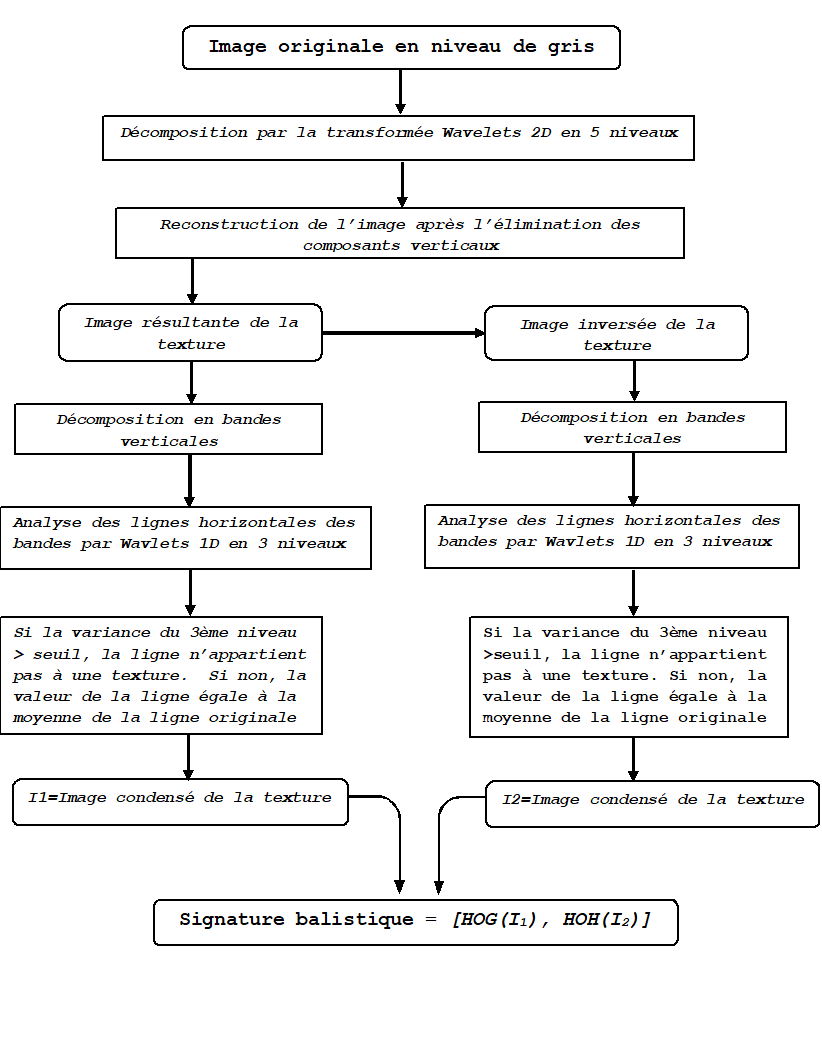 Image originale en niveau de gris
Décomposition par la transformée Wavelets 2D en 5 niveaux
Reconstruction de l'image après l'élimination des
composants verticaux
Image résultante de la
texture
Image inversée de la
texture
Décomposition en bandes
verticales
Décomposition en bandes
verticales
Analyse des lignes horizontales des
bandes par Wavlets 1D en 3 niveaux
Analyse des lignes horizontales des
bandes par Wavlets 1D en 3 niveaux
Si la variance du 3ème niveau
> seuil, la ligne n'appartient
pas à une texture. Si non, la
valeur de la ligne égale à la
moyenne de la ligne originale
Si la variance du 3ème niveau
>seuil, la ligne n'appartient
pas à une texture. Si non, la
valeur de la ligne égale à la
moyenne de la ligne originale
I1=Image condensé de la texture
I2=Image condensé de la texture
Signature balistique = [HOG(I₁), HOH(I₂)]